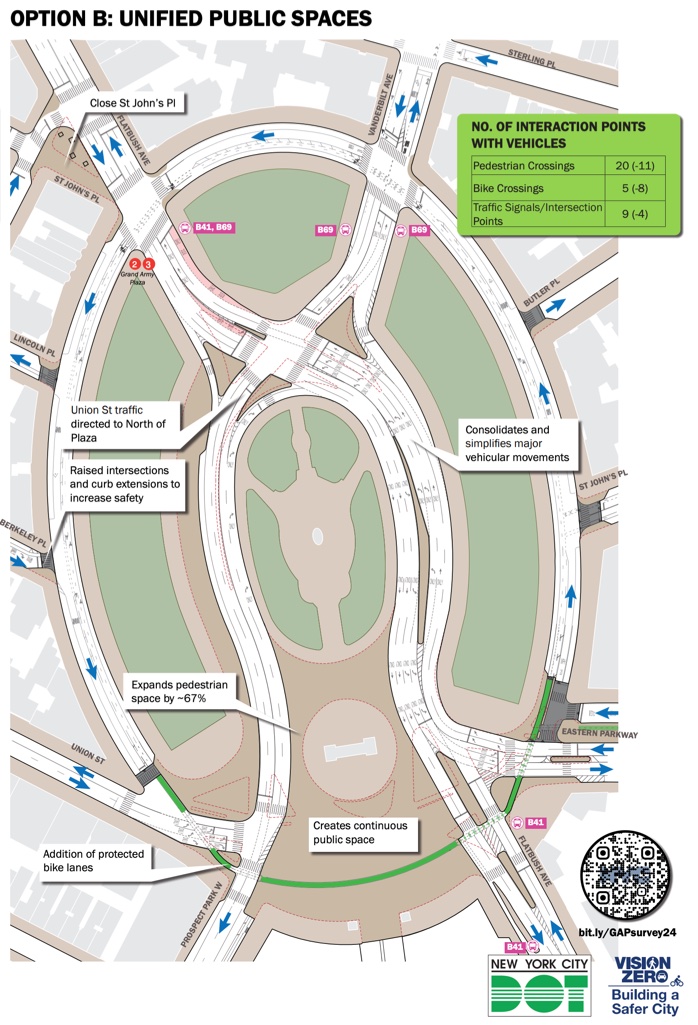 OPTION B: UNIFIED PUBLIC SPACES
STERLING PL
VANDERBILT AVE
Close St John's Pl
FLATBUSH AVE
NO. OF INTERACTION POINTS
WITH VEHICLES
Pedestrian Crossings 20 (-11)
Bike Crossings 5 (-8)
Traffic Signals/Intersection
Points 9 (-4)
ST JOHN'S PL
B41, B69
B69
B69
2 3
Grand Army
Plaza
BUTLER PL
LINCOLN PL
Union St traffic
directed to North of
Plaza
Consolidates and
simplifies major
vehicular movements
Raised intersections
and curb extensions to
increase safety
ST JOHN'S PL
BERKELEY PL
Expands pedestrian
space by ~67%
EASTERN PARKWAY
UNION ST
Creates continuous
public space
B41
Addition of protected
bike lanes
FLATBUSH AVE
PROSPECT PARK W
bit.ly/GAPsurvey24
B41
NEW YORK CITY
DOT
VISION
ZERO
Building a
Safer City